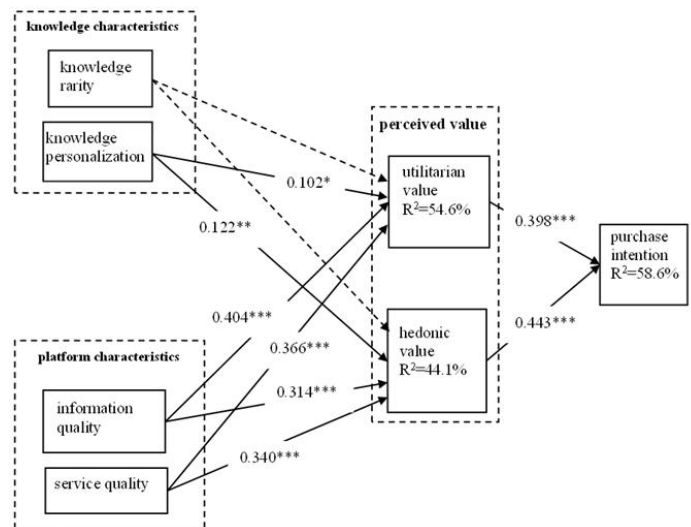 knowledge characteristics
knowledge
rarity
knowledge
personalization
perceived value
utilitarian
value
R²=54.6%
0.102*
0.398***
purchase
intention
R²=58.6%
0.122**
0.404***
0.443***
hedonic
value
R²=44.1%
platform characteristics
0.366***
0.314***
information
quality
0.340***
service quality